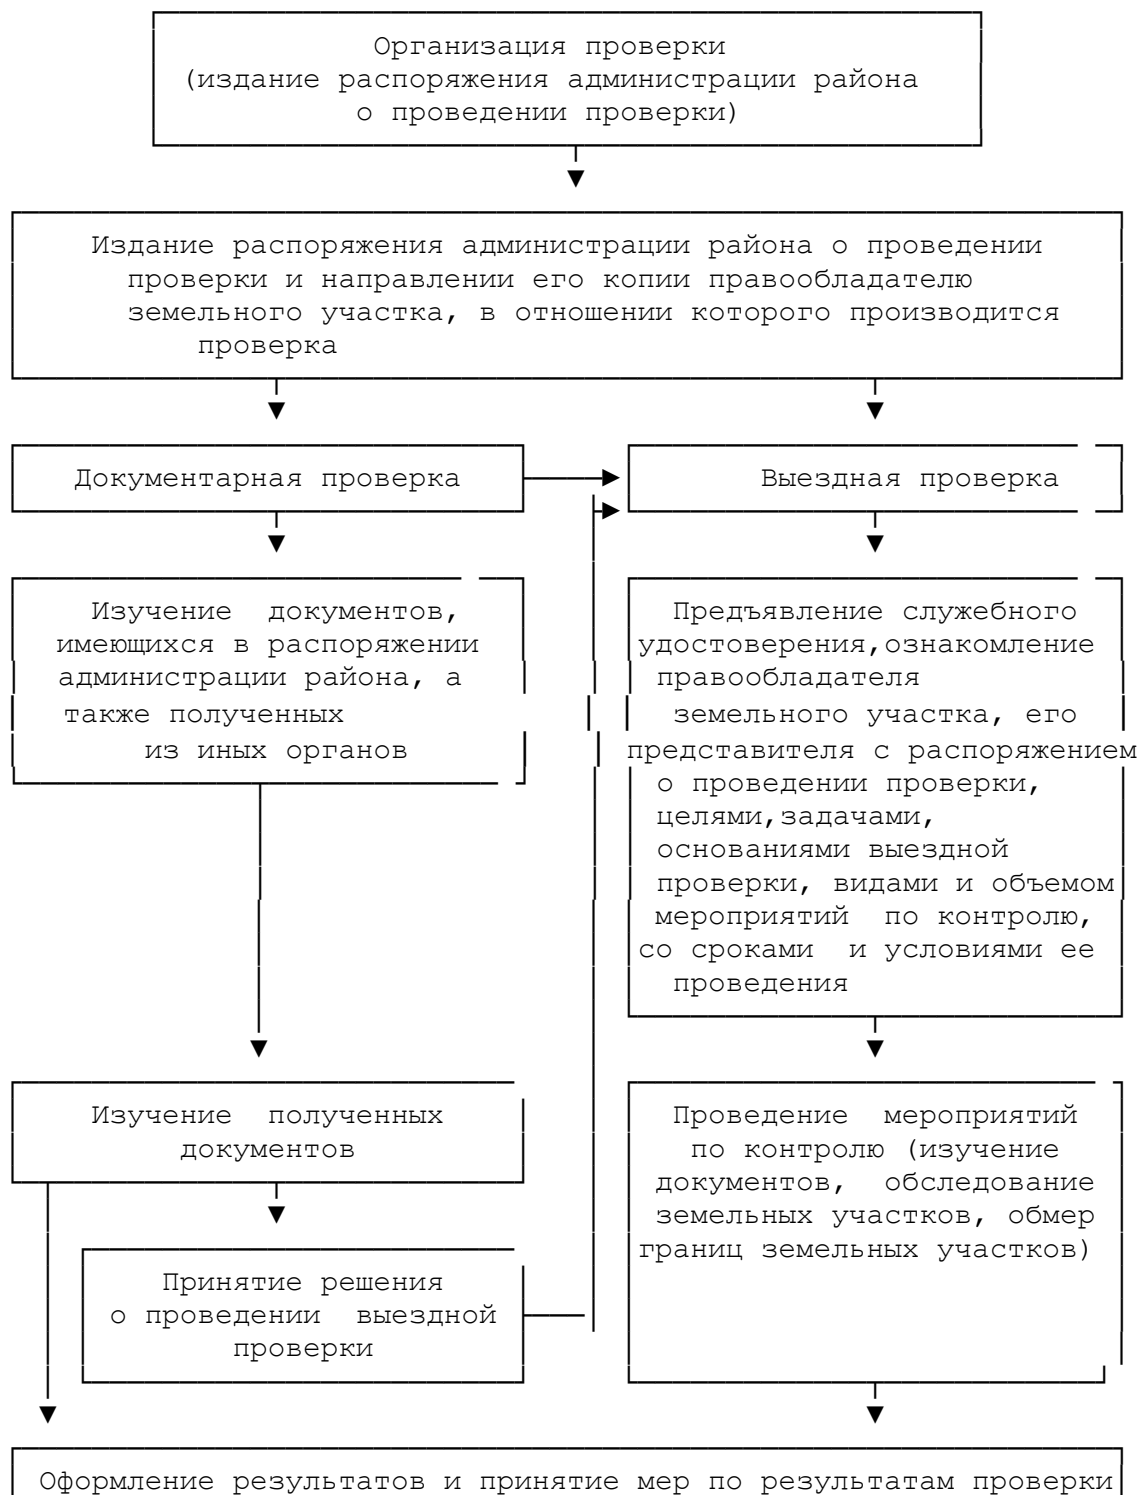 Организация проверки
(издание распоряжения администрации района
о проведении проверки)
Издание распоряжения администрации района о проведении
проверки и направлении его копии правообладателю
земельного участка, в отношении которого производится
проверка
Документарная проверка
Выездная проверка
Изучение документов,
имеющихся в распоряжении
администрации района, а
также полученных
из иных органов
Предъявление служебного
удостоверения,ознакомление
правообладателя
земельного участка, его
представителя с распоряжением
о проведении проверки,
целями,задачами,
основаниями выездной
проверки, видами и объемом
мероприятий по контролю,
со сроками и условиями ее
проведения
Изучение полученных
документов
Проведение мероприятий
по контролю (изучение
документов, обследование
земельных участков, обмер
границ земельных участков)
Принятие решения
о проведении выездной
проверки
Оформление результатов и принятие мер по результатам проверки